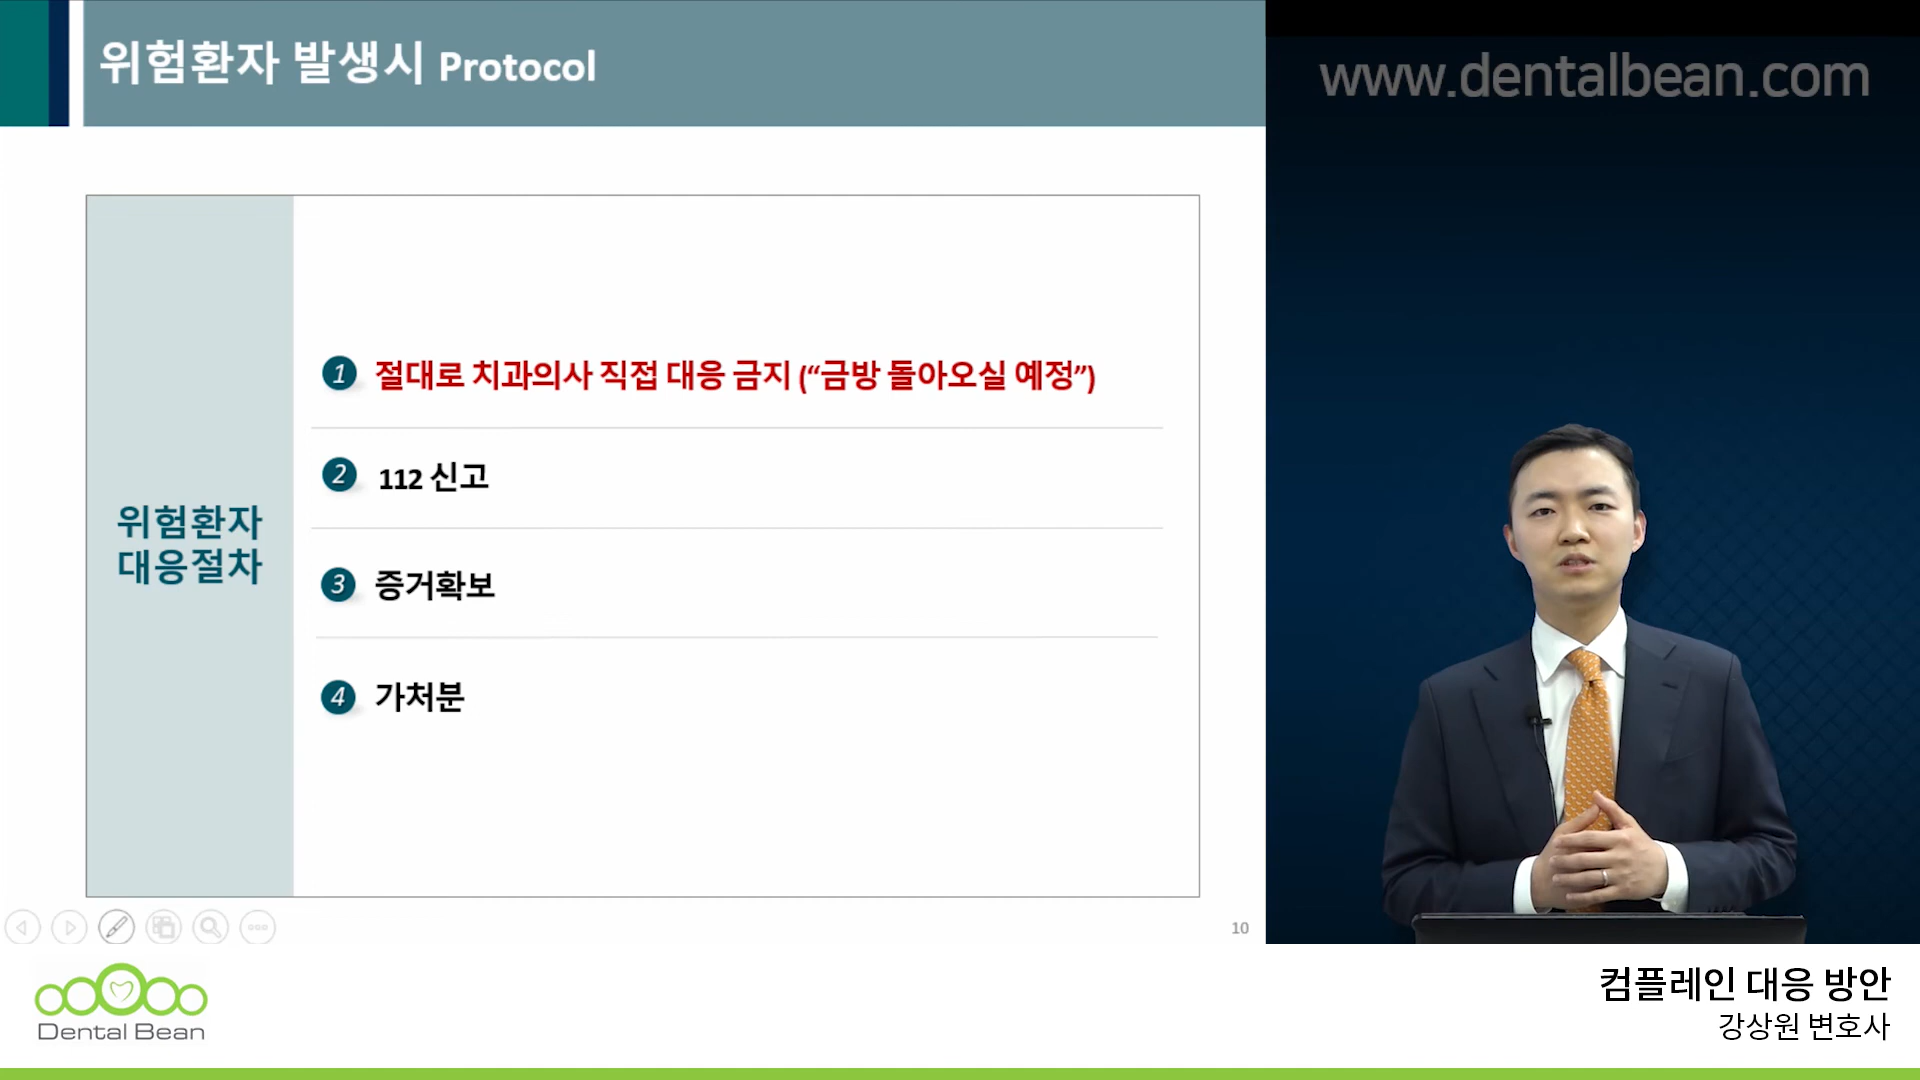 위험환자 발생시 Protocol
www.dentalbean.com
위험환자
대응절차
1 절대로 치과의사 직접 대응 금지 (“금방 돌아오실 예정”)
2 112 신고
3 증거확보
4 가처분
10
Dental Bean
컴플레인 대응 방안
강상원 변호사